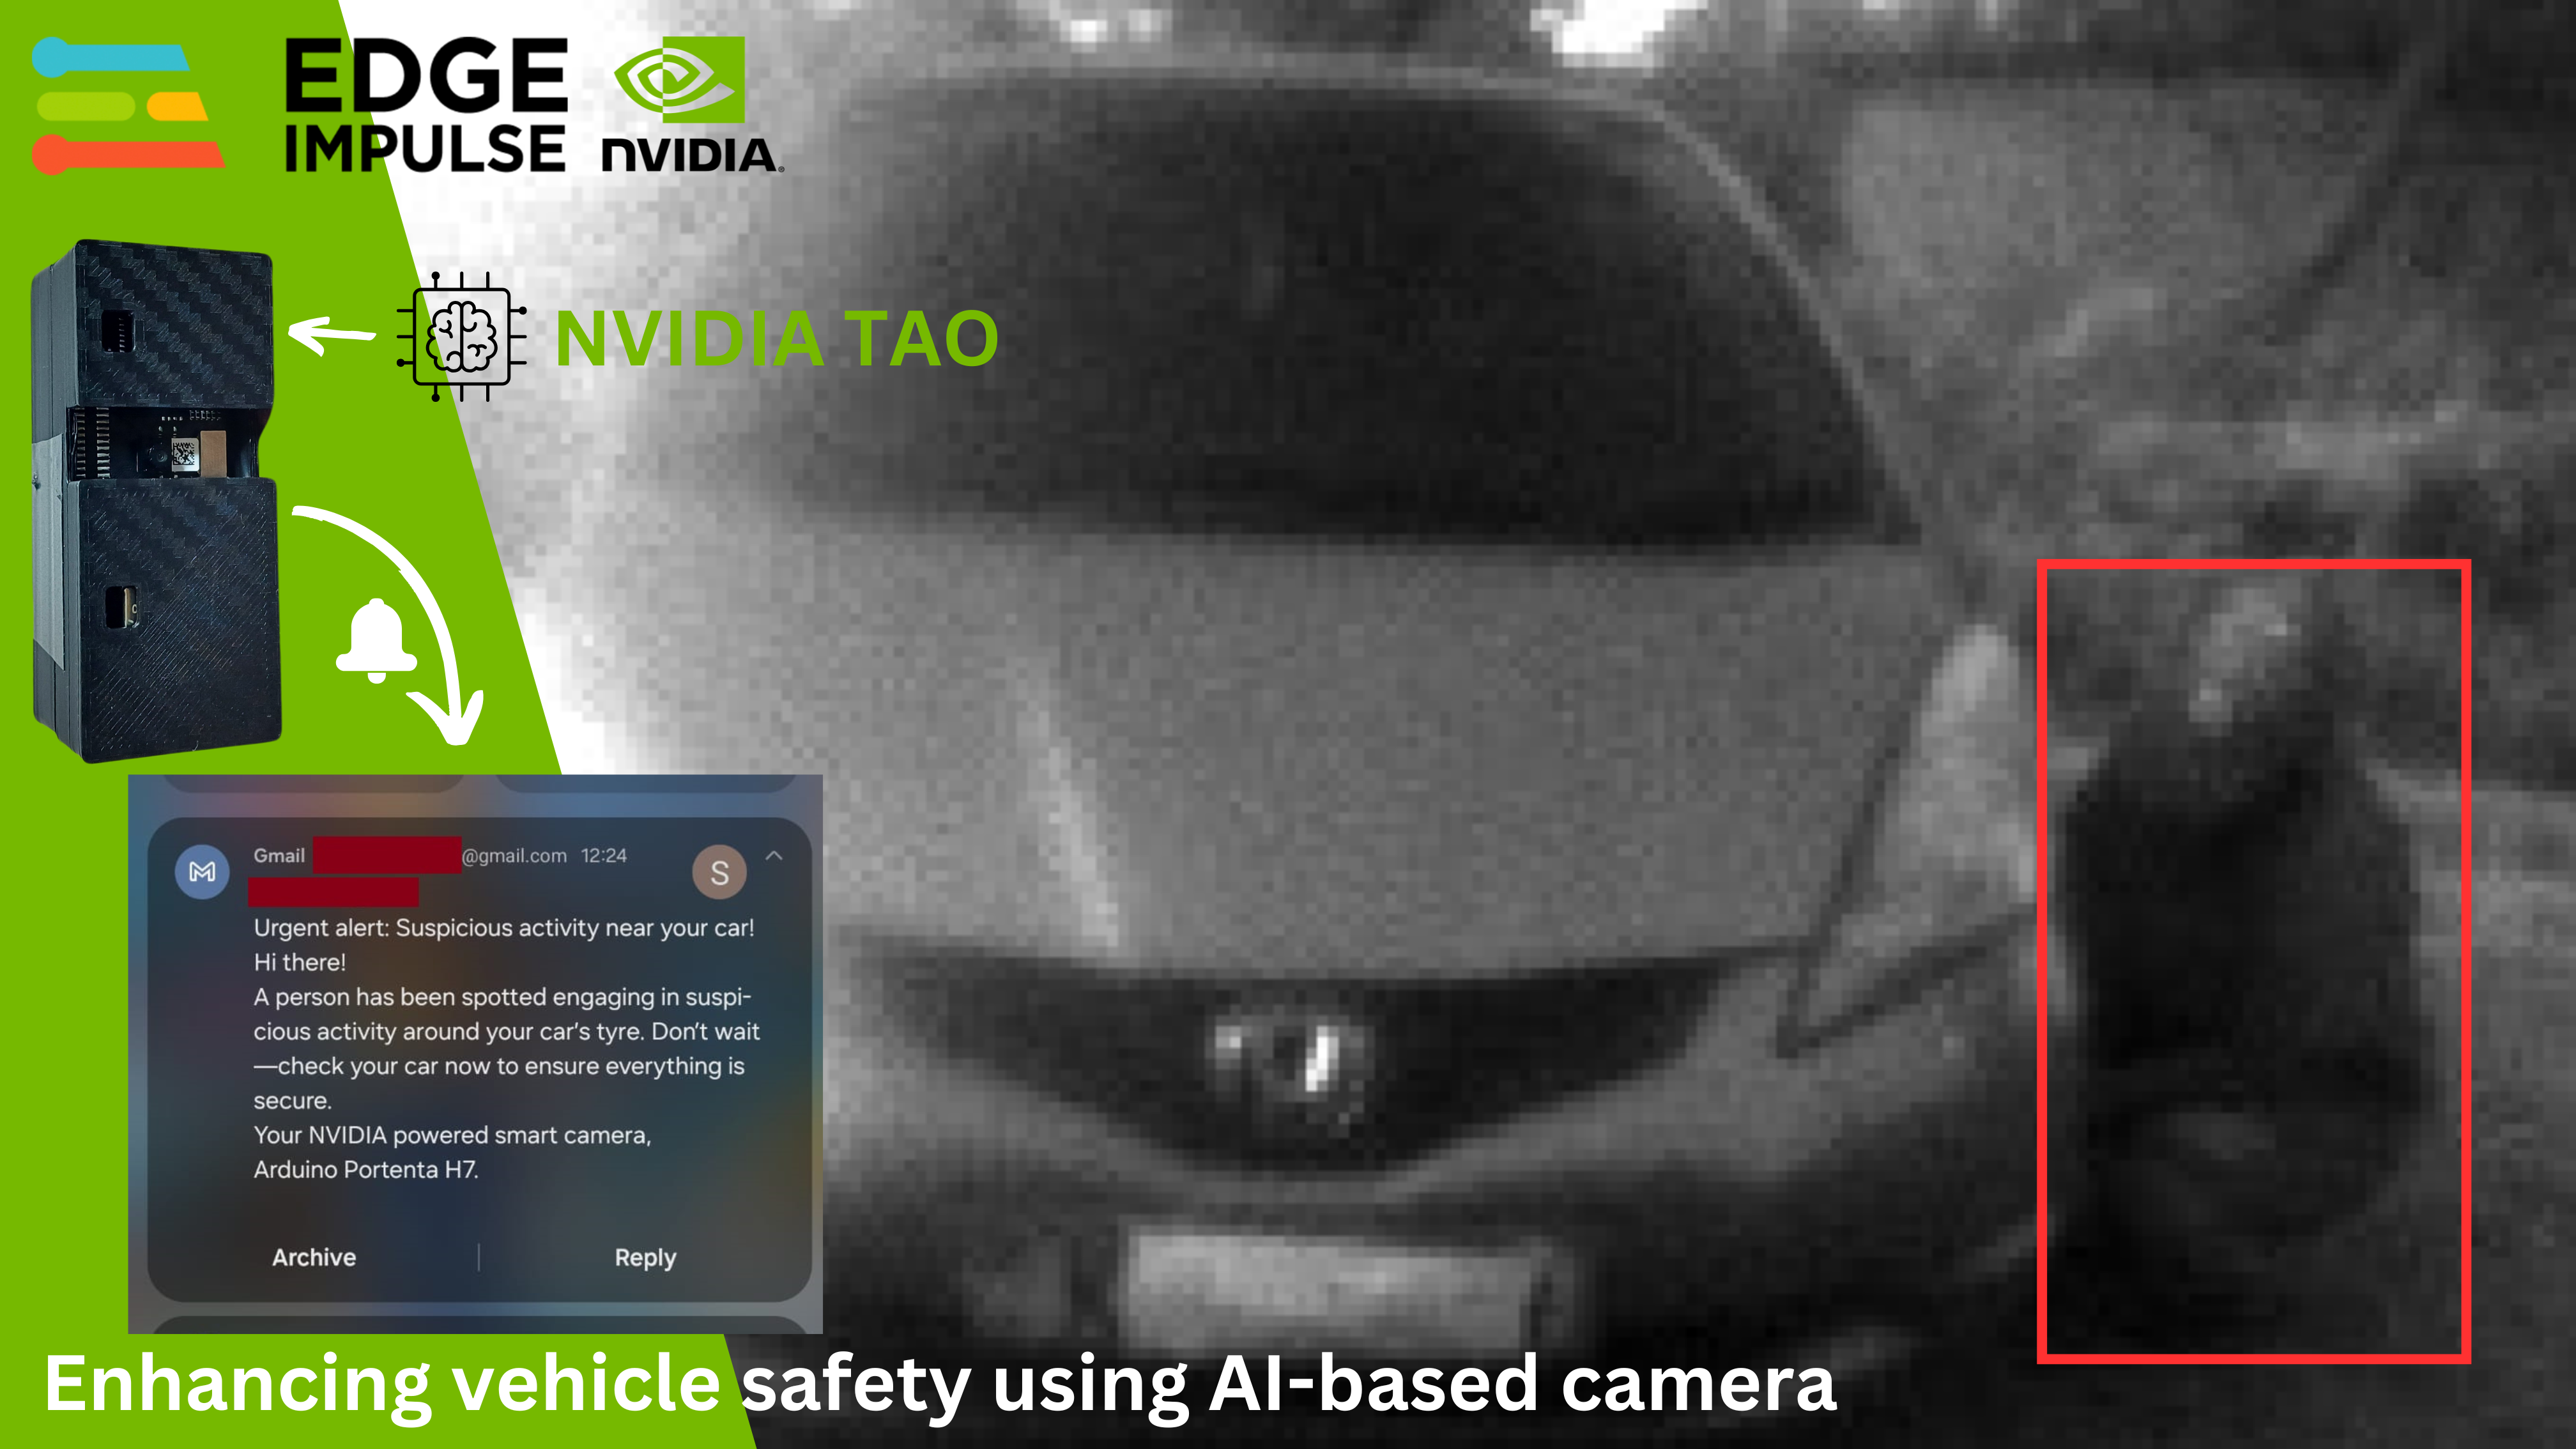 EDGE
IMPULSE
NVIDIA
NVIDIA TAO
Gmail @gmail.com 12:24
S
Urgent alert: Suspicious activity near your car!
Hi there!
A person has been spotted engaging in suspi-
cious activity around your car's tyre. Don't wait
—check your car now to ensure everything is
secure.
Your NVIDIA powered smart camera,
Arduino Portenta H7.
Archive
Reply
Enhancing vehicle safety using AI-based camera